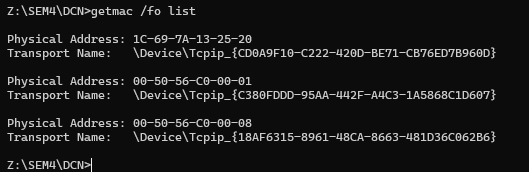 Z:\SEM4\DCN>getmac /fo list
Physical Address: 1C-69-7A-13-25-20
Transport Name:   \Device\Tcpip_{CD0A9F10-C222-420D-BE71-CB76ED7B960D}
Physical Address: 00-50-56-C0-00-01
Transport Name:   \Device\Tcpip_{C380FDDD-95AA-442F-A4C3-1A5868C1D607}
Physical Address: 00-50-56-C0-00-08
Transport Name:   \Device\Tcpip_{18AF6315-8961-48CA-8663-481D36C062B6}
Z:\SEM4\DCN>